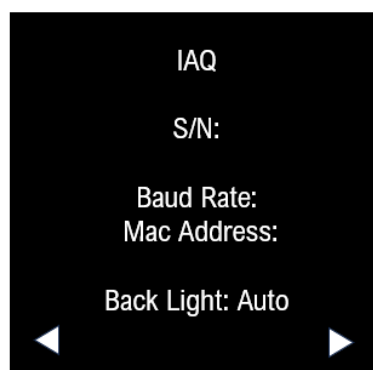 IAQ
S/N:
Baud Rate:
Mac Address:
Back Light: Auto